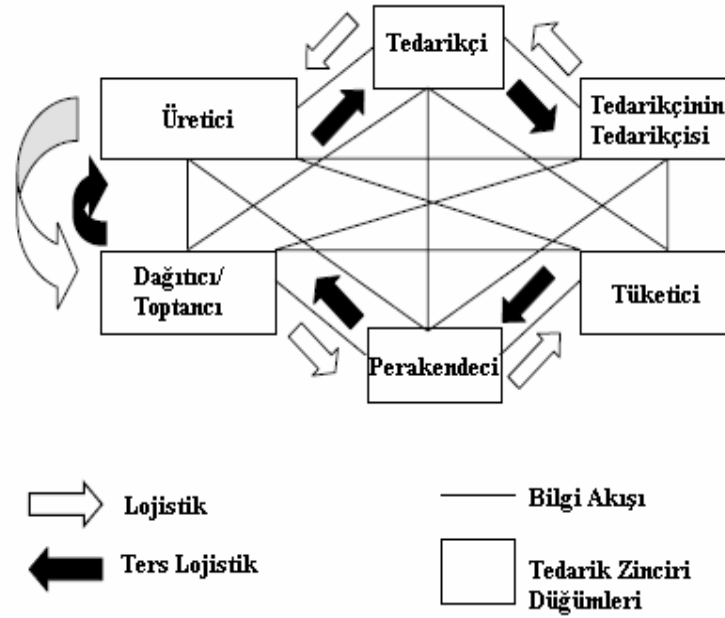 Tedarikçi
Üretici
Tedarikçinin
Tedarikçisi
Dağıtıcı/
Toptancı
Tüketici
Perakendeci
Lojistik
Bilgi Akışı
Ters Lojistik
Tedarik Zinciri
Düğümleri